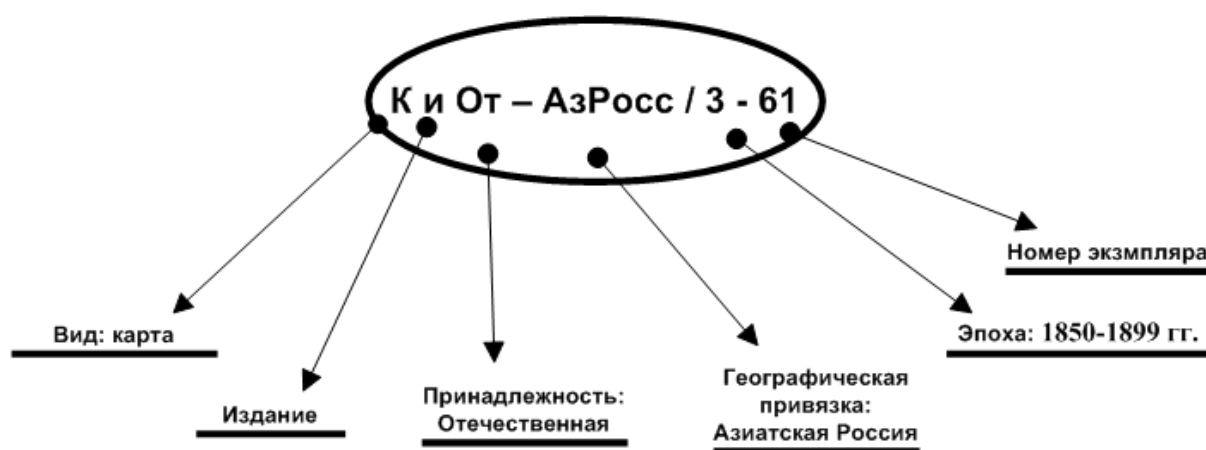 К и От – АзРосс / 3 - 61
Номер экзмпляра
Вид: карта
Эпоха: 1850-1899 гг.
Издание
Принадлежность:
Отечественная
Географическая
привязка:
Азиатская Россия